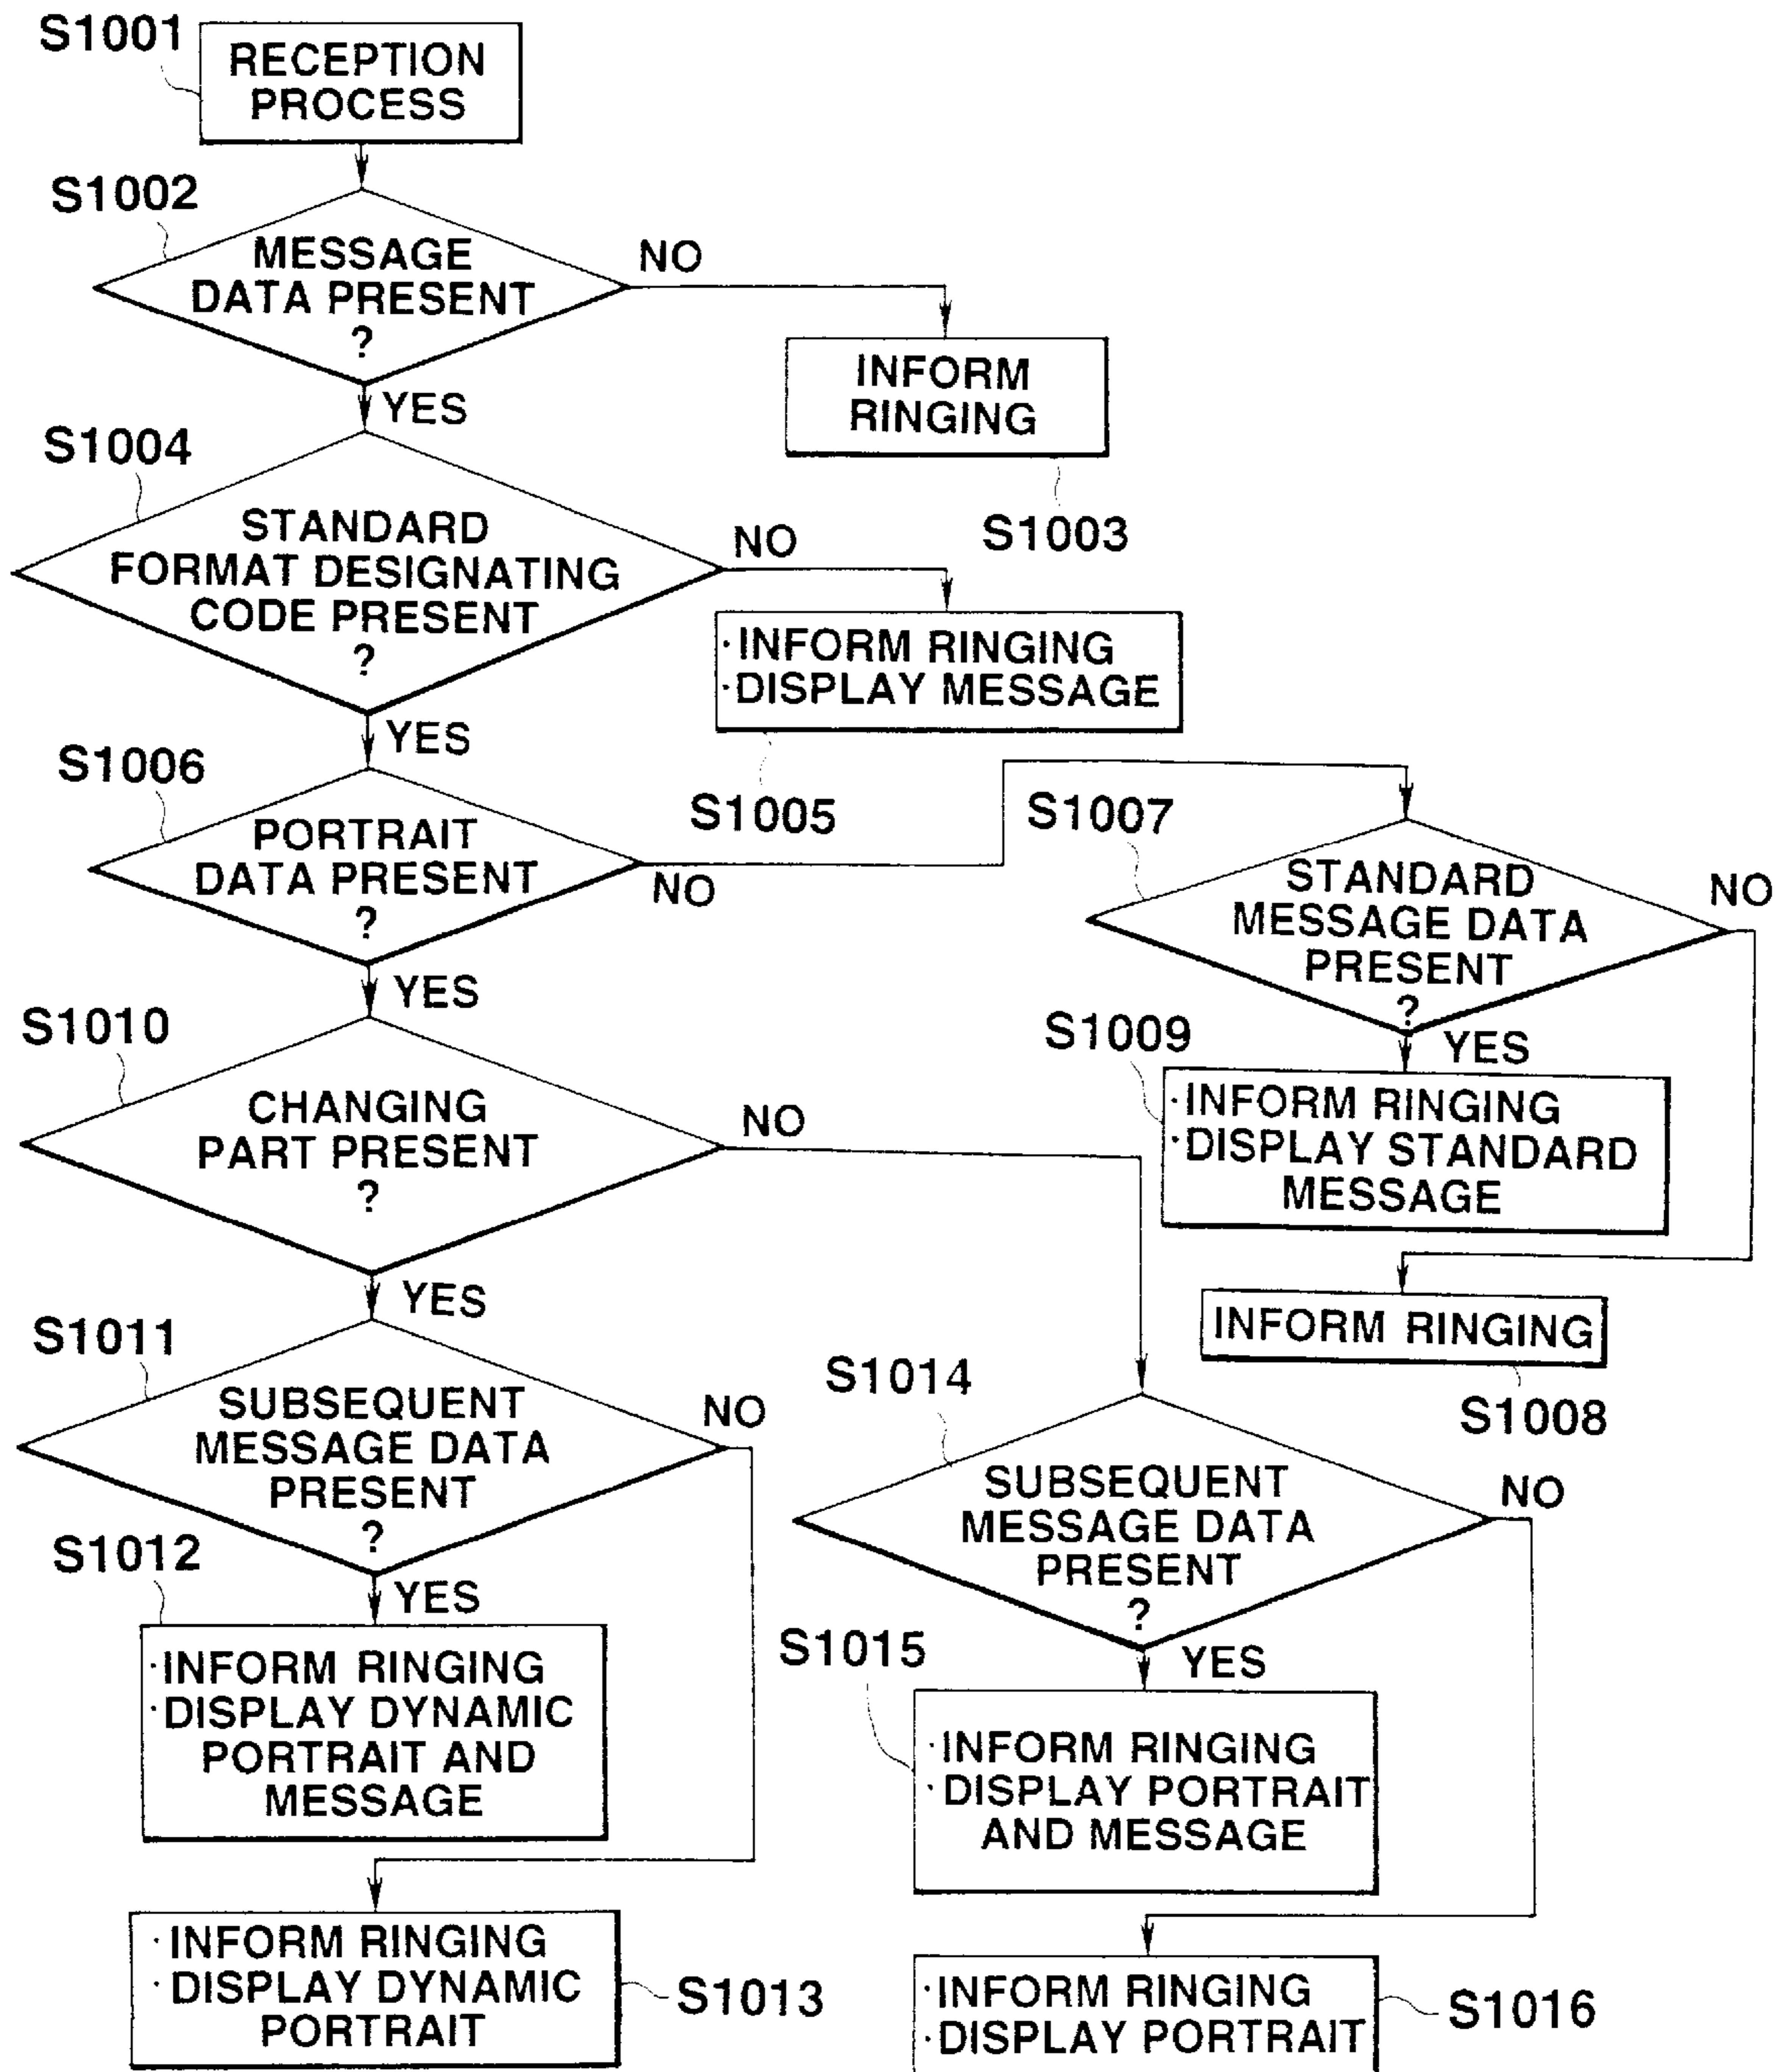 S1001
RECEPTION
PROCESS
S1002
MESSAGE
DATA PRESENT
?
NO
YES
INFORM
RINGING
S1003
S1004
STANDARD
FORMAT DESIGNATING
CODE PRESENT
?
NO
YES
·INFORM RINGING
·DISPLAY MESSAGE
S1005
S1006
PORTRAIT
DATA PRESENT
?
NO
YES
S1007
STANDARD
MESSAGE DATA
PRESENT
?
NO
YES
S1009
·INFORM RINGING
·DISPLAY STANDARD
MESSAGE
INFORM RINGING
S1008
S1010
CHANGING
PART PRESENT
?
NO
YES
S1011
SUBSEQUENT
MESSAGE DATA
PRESENT
?
NO
YES
S1012
·INFORM RINGING
·DISPLAY DYNAMIC
PORTRAIT AND
MESSAGE
·INFORM RINGING
·DISPLAY DYNAMIC
PORTRAIT
S1013
S1014
SUBSEQUENT
MESSAGE DATA
PRESENT
?
NO
YES
S1015
·INFORM RINGING
·DISPLAY PORTRAIT
AND MESSAGE
·INFORM RINGING
·DISPLAY PORTRAIT
S1016